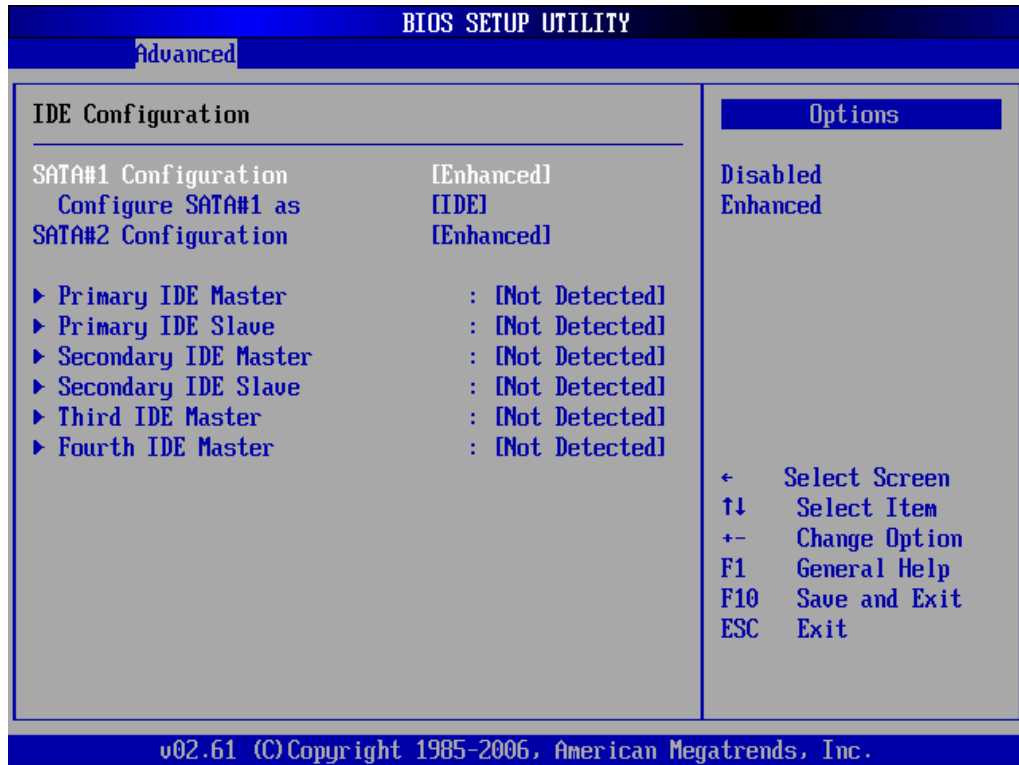 BIOS SETUP UTILITY
Advanced
IDE Configuration
SATA#1 Configuration [Enhanced]
Configure SATA#1 as [IDE]
SATA#2 Configuration [Enhanced]
▶ Primary IDE Master : [Not Detected]
▶ Primary IDE Slave : [Not Detected]
▶ Secondary IDE Master : [Not Detected]
▶ Secondary IDE Slave : [Not Detected]
▶ Third IDE Master : [Not Detected]
▶ Fourth IDE Master : [Not Detected]
Options
Disabled
Enhanced
← Select Screen
↑↓ Select Item
+- Change Option
F1 General Help
F10 Save and Exit
ESC Exit
v02.61 (C)Copyright 1985-2006, American Megatrends, Inc.